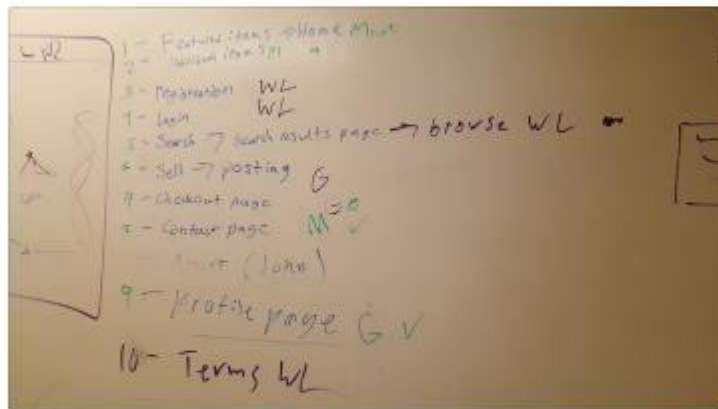 1 - Featured items > Home
2 -
3 - Registration WL
4 - Login WL
5 - Search → search results page → browse WL -
6 - Sell → posting G
7 - Checkout page
8 - Contact page M ✓
(John)
9 - Profile page G ✓
10 - Terms WL